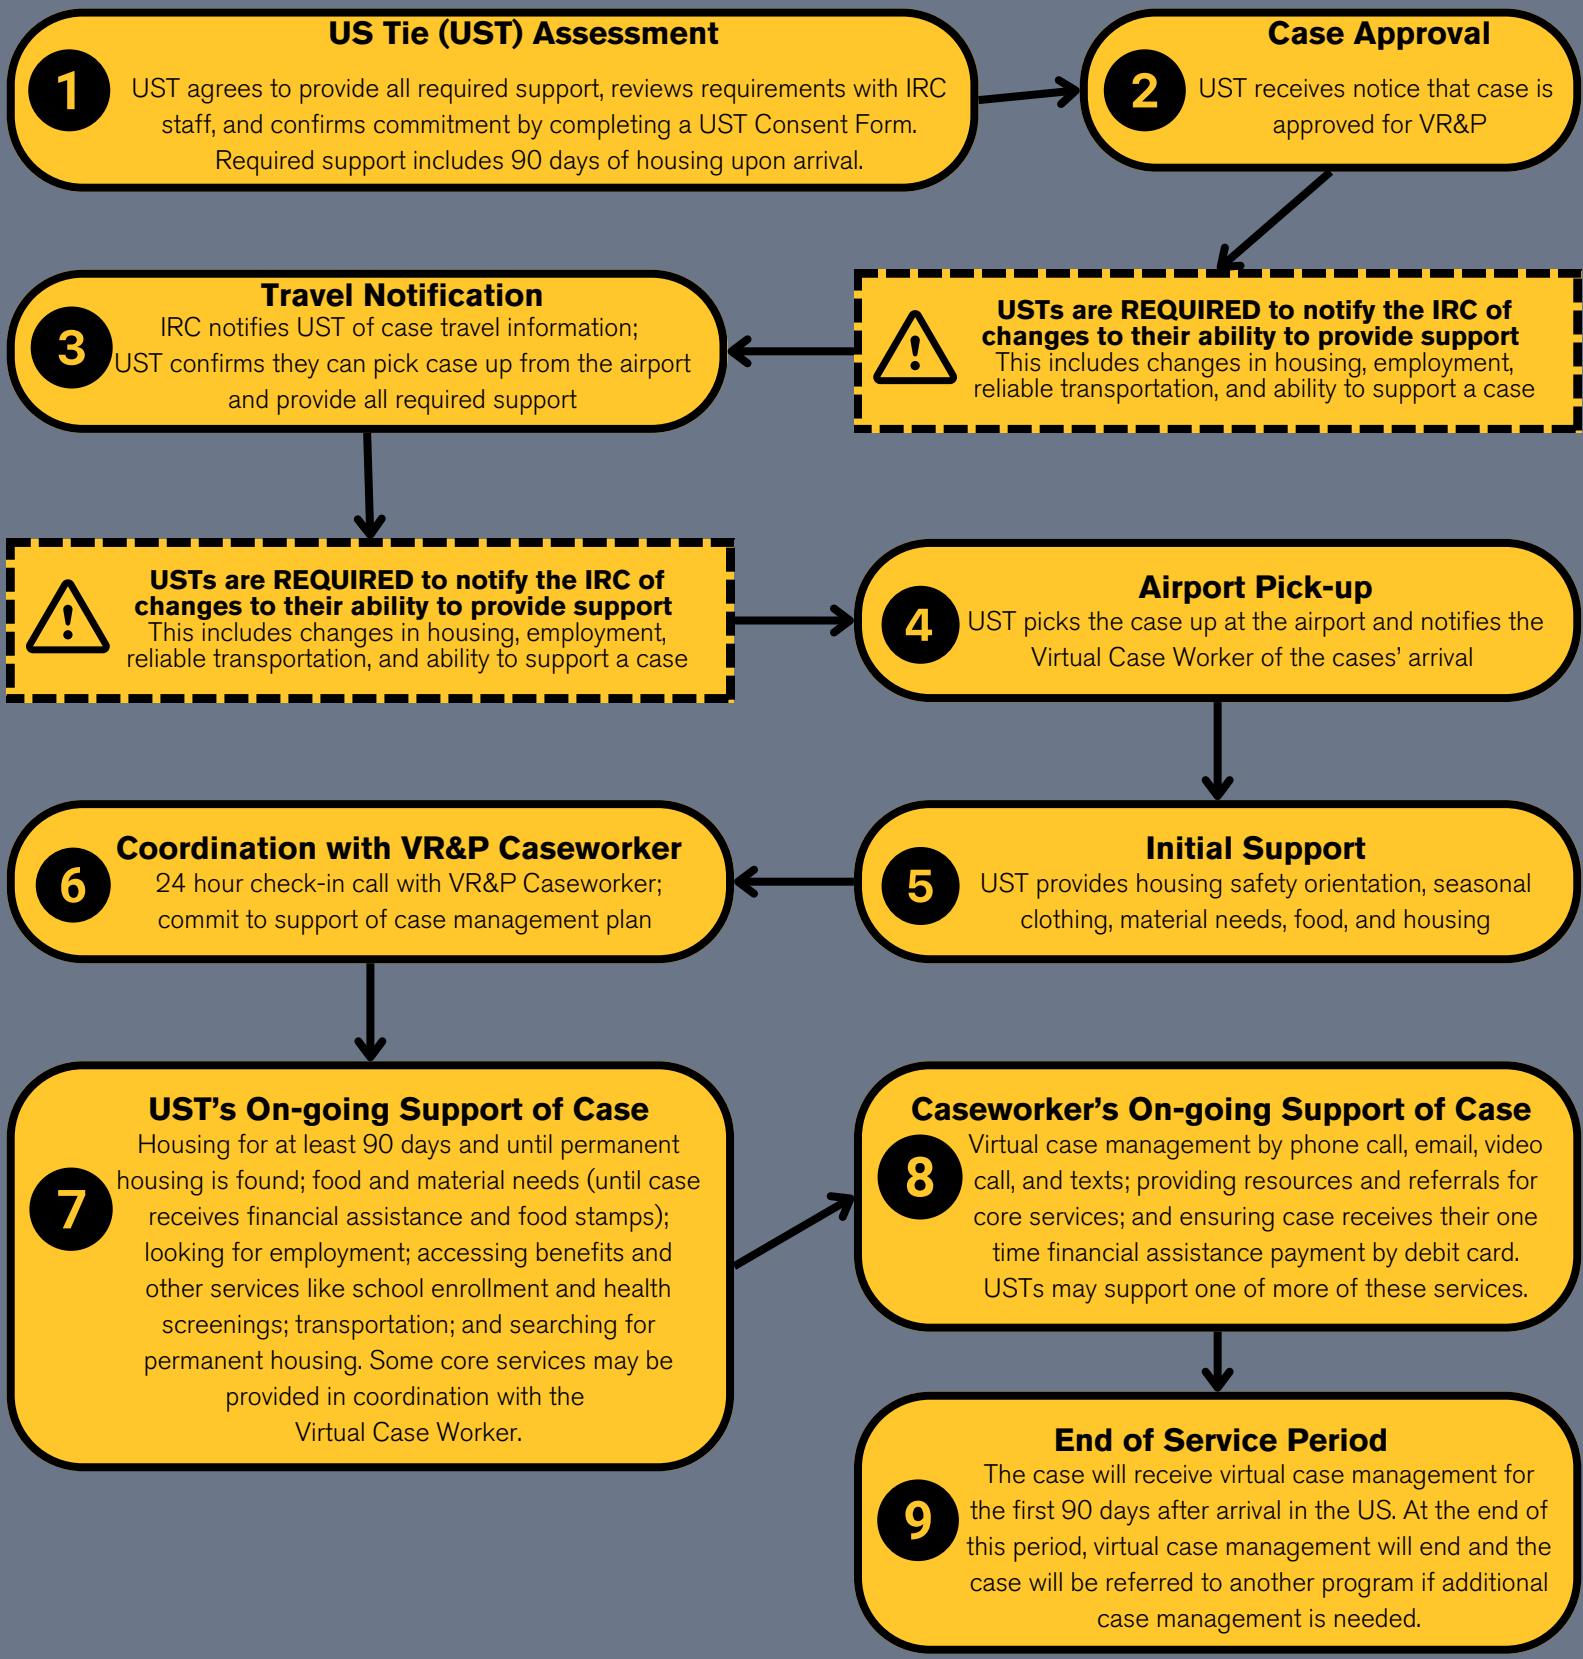 US Tie (UST) Assessment
1
UST agrees to provide all required support, reviews requirements with IRC
staff, and confirms commitment by completing a UST Consent Form.
Required support includes 90 days of housing upon arrival.
Case Approval
2
UST receives notice that case is
approved for VR&P
USTs are REQUIRED to notify the IRC of
changes to their ability to provide support
This includes changes in housing, employment,
reliable transportation, and ability to support a case
Travel Notification
3
IRC notifies UST of case travel information;
UST confirms they can pick case up from the airport
and provide all required support
USTs are REQUIRED to notify the IRC of
changes to their ability to provide support
This includes changes in housing, employment,
reliable transportation, and ability to support a case
Airport Pick-up
4
UST picks the case up at the airport and notifies the
Virtual Case Worker of the cases' arrival
Initial Support
5
UST provides housing safety orientation, seasonal
clothing, material needs, food, and housing
Coordination with VR&P Caseworker
6
24 hour check-in call with VR&P Caseworker;
commit to support of case management plan
UST's On-going Support of Case
7
Housing for at least 90 days and until permanent
housing is found; food and material needs (until case
receives financial assistance and food stamps);
looking for employment; accessing benefits and
other services like school enrollment and health
screenings; transportation; and searching for
permanent housing. Some core services may be
provided in coordination with the
Virtual Case Worker.
Caseworker's On-going Support of Case
8
Virtual case management by phone call, email, video
call, and texts; providing resources and referrals for
core services; and ensuring case receives their one
time financial assistance payment by debit card.
USTs may support one of more of these services.
End of Service Period
9
The case will receive virtual case management for
the first 90 days after arrival in the US. At the end of
this period, virtual case management will end and the
case will be referred to another program if additional
case management is needed.